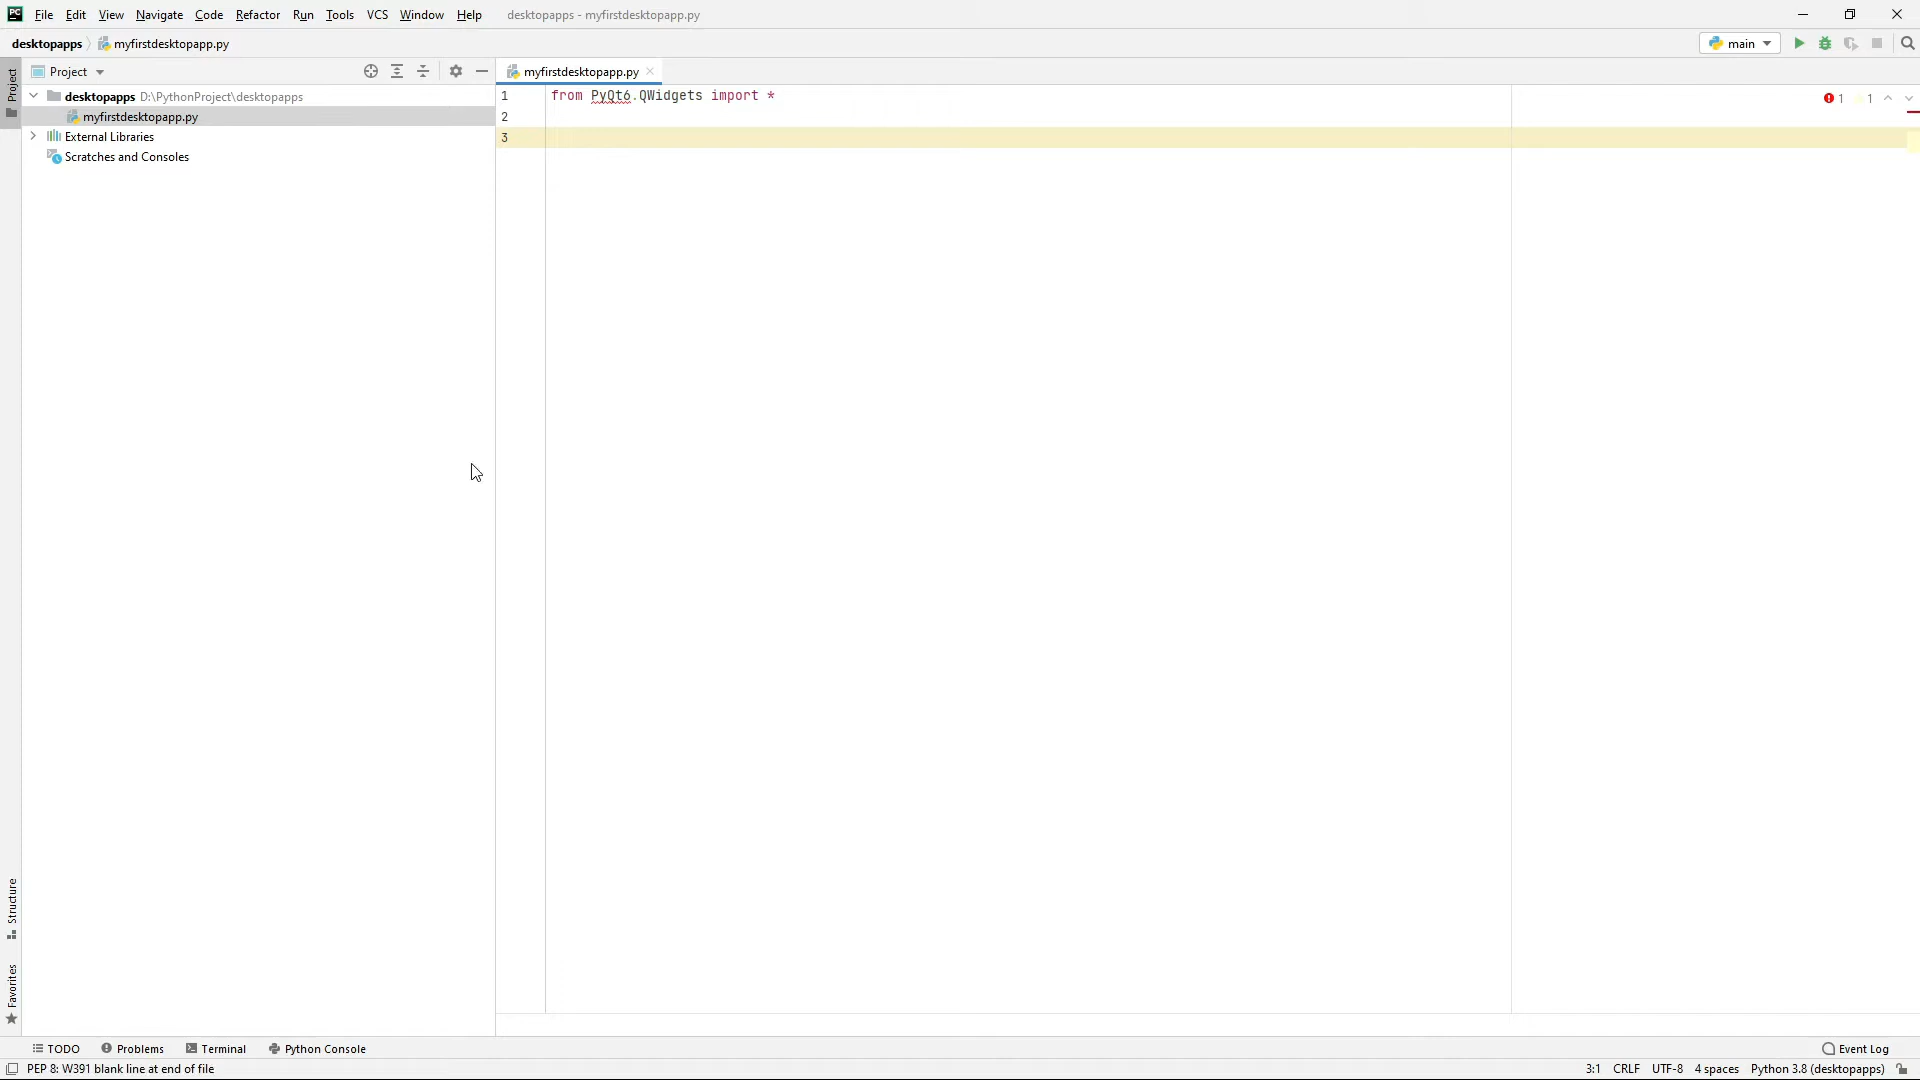 PC File Edit View Navigate Code Refactor Run Tools VCS Window Help desktopapps - myfirstdesktopapp.py
desktopapps myfirstdesktopapp.py main
Project
Project
myfirstdesktopapp.py
desktopapps D:\PythonProject\desktopapps
myfirstdesktopapp.py
External Libraries
Scratches and Consoles
1 from PyQt6.QWidgets import *
2
3
1 1
Structure
Favorites
TODO Problems Terminal Python Console Event Log
PEP 8: W391 blank line at end of file 3:1 CRLF UTF-8 4 spaces Python 3.8 (desktopapps)